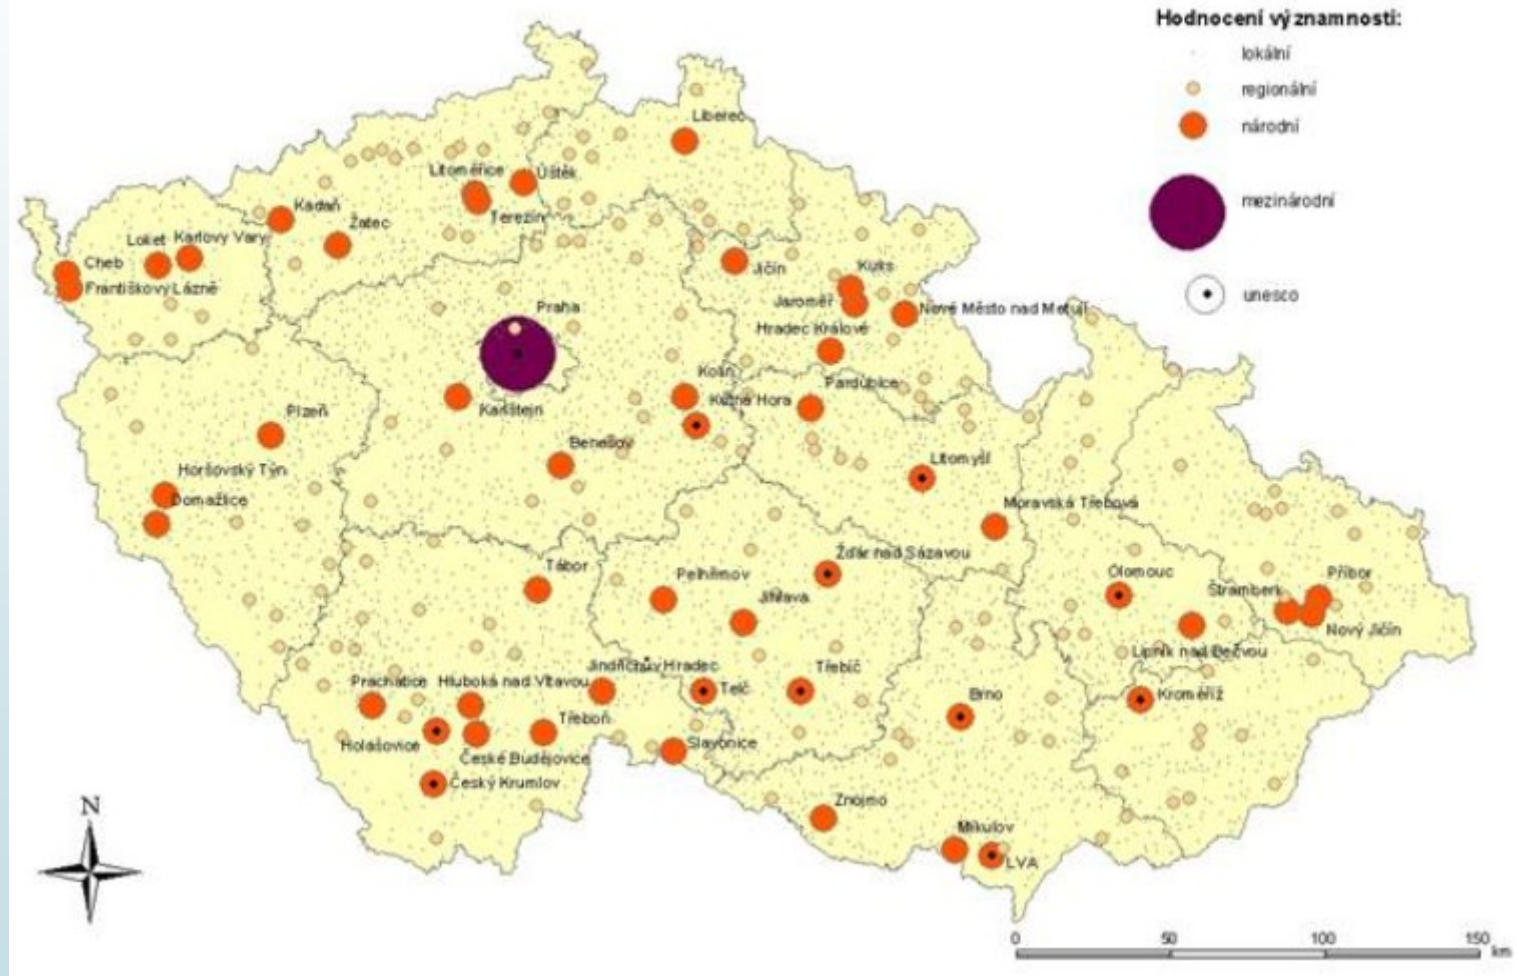 Hodnocení významnosti:
lokální
regionální
národní
mezinárodní
unesco
Liberec
Litoměřice
Úštěk
Terezín
Kadaň
Žatec
Loket
Karlovy Vary
Cheb
Františkovy Lázně
Jičín
Kuks
Jaroměř
Nové Město nad Metují
Hradec Králové
Praha
Karlštejn
Kolín
Kutná Hora
Pardubice
Plzeň
Benešov
Litomyšl
Horšovský Týn
Domažlice
Moravská Třebová
Žďár nad Sázavou
Tábor
Pelhřimov
Jihlava
Olomouc
Štramberk
Příbor
Nový Jičín
Lipník nad Bečvou
Jindřichův Hradec
Telč
Třebíč
Prachatice
Hluboká nad Vltavou
Brno
Kroměříž
Třeboň
Holašovice
České Budějovice
Slavonice
Český Krumlov
Znojmo
Mikulov
LVA
N
0 50 100 150
km